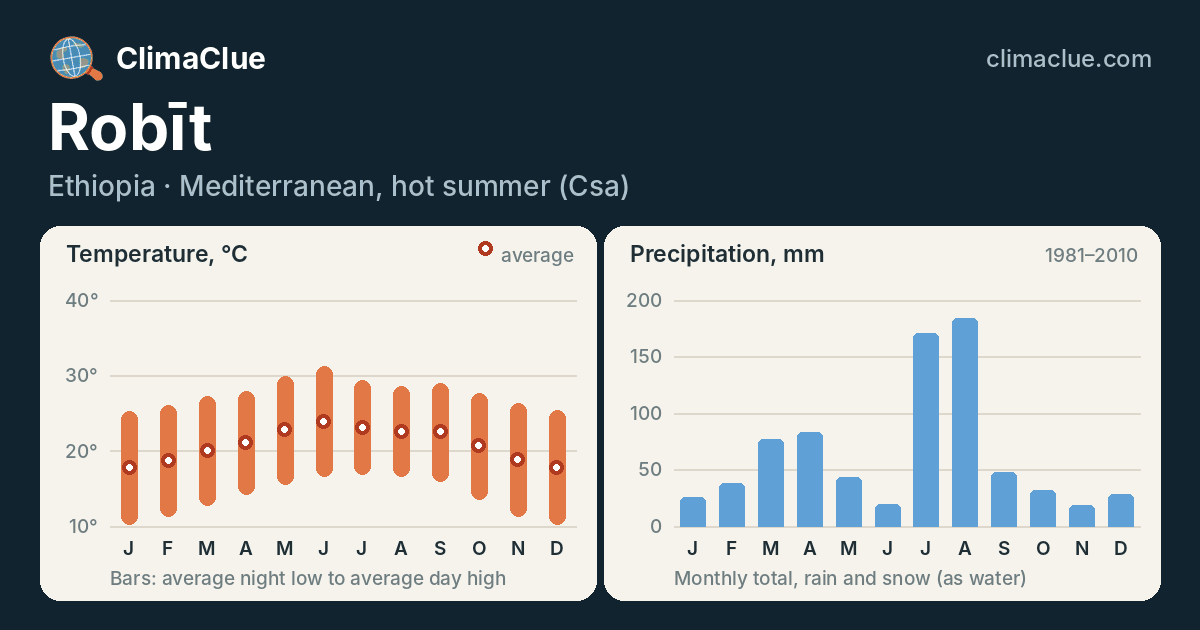 ClimaClue
climaclue.com
Robīt
Ethiopia · Mediterranean, hot summer (Csa)
Temperature, °C
average
40°
30°
20°
10°
J F M A M J J A S O N D
Bars: average night low to average day high
Precipitation, mm
1981–2010
200
150
100
50
0
J F M A M J J A S O N D
Monthly total, rain and snow (as water)